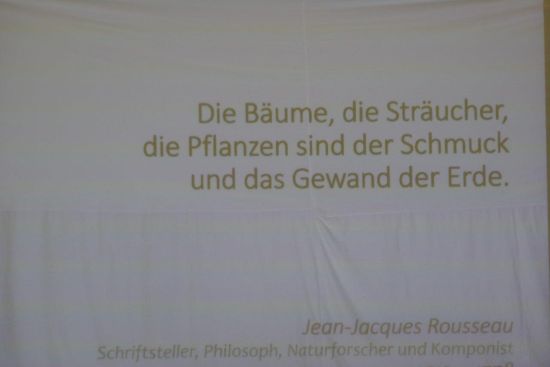 Die Bäume, die Sträucher,
die Pflanzen sind der Schmuck
und das Gewand der Erde.
Jean-Jacques Rousseau
Schriftsteller, Philosoph, Naturforscher und Komponist